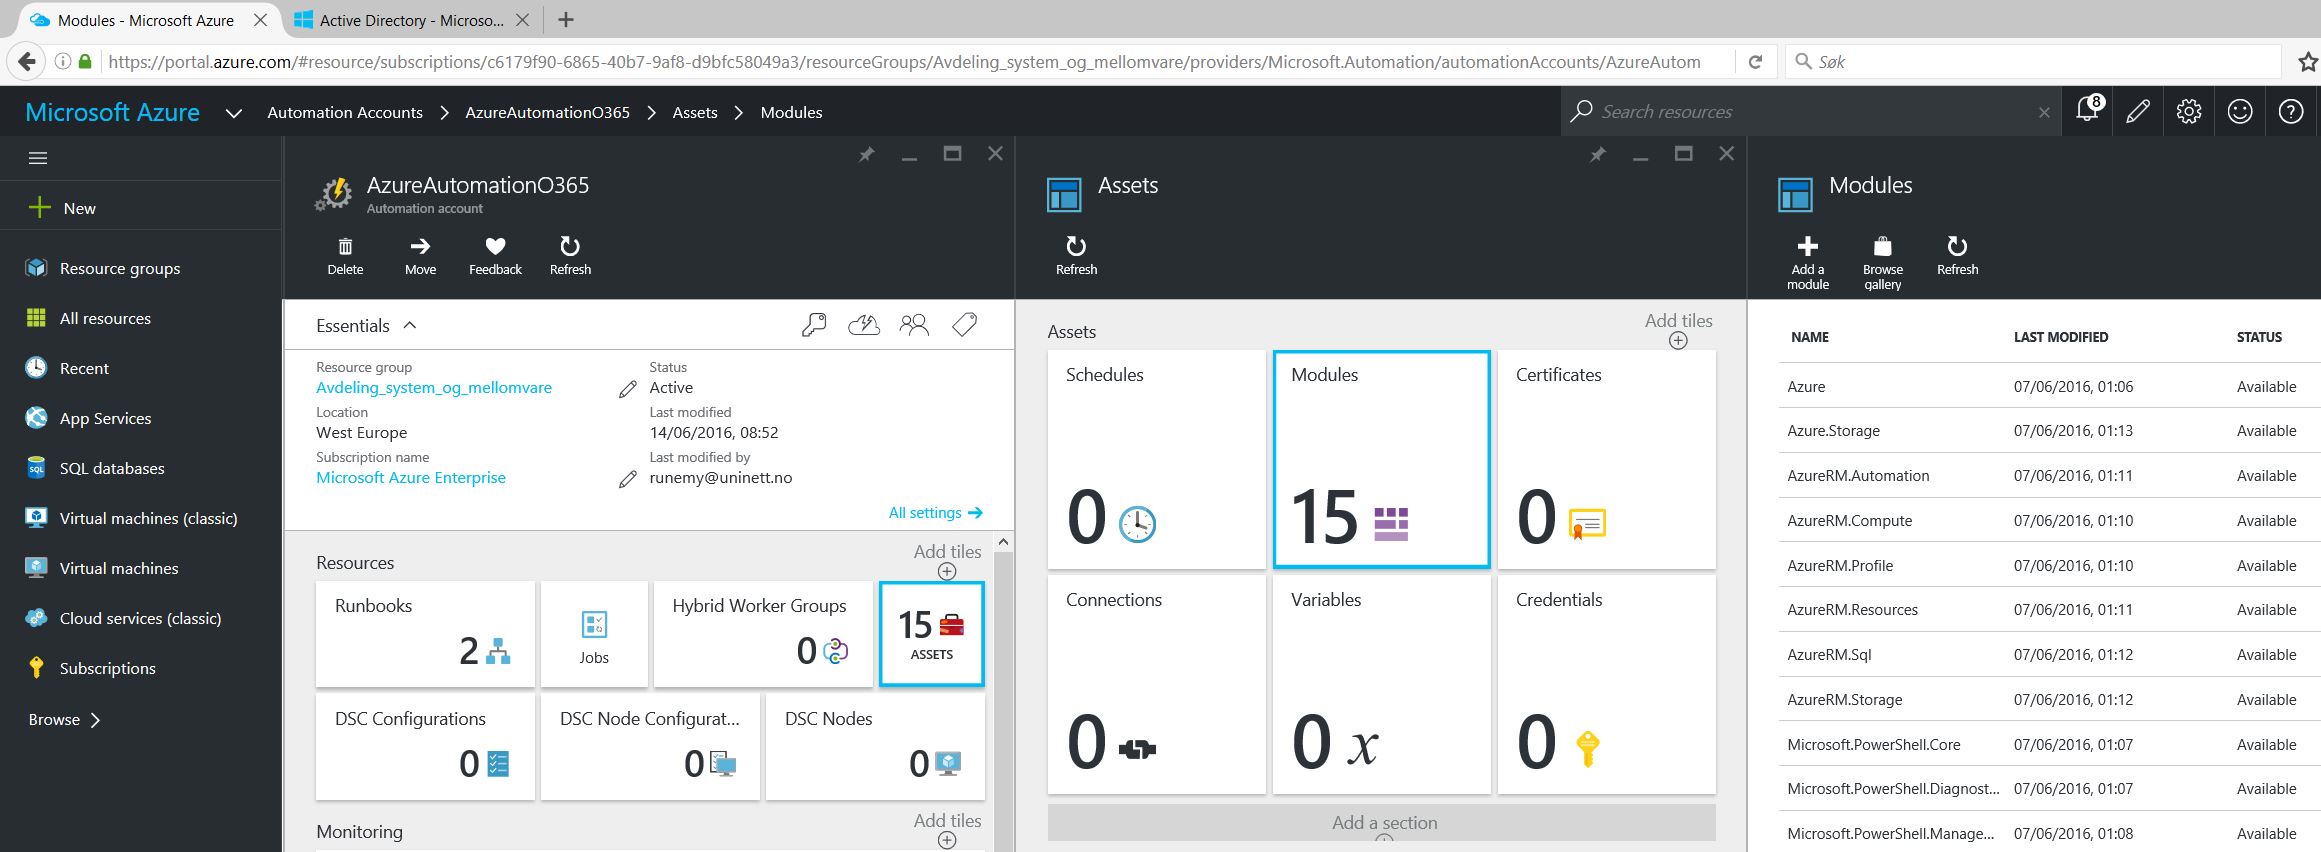 Modules - Microsoft Azure
Active Directory - Microso...
https://portal.azure.com/#resource/subscriptions/c6179f90-6865-40b7-9af8-d9bfc58049a3/resourceGroups/Avdeling_system_og_mellomvare/providers/Microsoft.Automation/automationAccounts/AzureAutom
Søk
Microsoft Azure
Automation Accounts > AzureAutomationO365 > Assets > Modules
Search resources
8
New
Resource groups
All resources
Recent
App Services
SQL databases
Virtual machines (classic)
Virtual machines
Cloud services (classic)
Subscriptions
Browse >
AzureAutomationO365
Automation account
Delete
Move
Feedback
Refresh
Essentials
Resource group
Avdeling_system_og_mellomvare
Location
West Europe
Subscription name
Microsoft Azure Enterprise
Status
Active
Last modified
14/06/2016, 08:52
Last modified by
runemy@uninett.no
All settings →
Resources
Add tiles
Runbooks
2
Jobs
Hybrid Worker Groups
0
15
ASSETS
DSC Configurations
0
DSC Node Configurat...
0
DSC Nodes
0
Monitoring
Add tiles
Assets
Refresh
Assets
Add tiles
Schedules
0
Modules
15
Certificates
0
Connections
0
Variables
0 x
Credentials
0
Add a section
Modules
Add a module
Browse gallery
Refresh
NAME LAST MODIFIED STATUS
Azure 07/06/2016, 01:06 Available
Azure.Storage 07/06/2016, 01:13 Available
AzureRM.Automation 07/06/2016, 01:11 Available
AzureRM.Compute 07/06/2016, 01:10 Available
AzureRM.Profile 07/06/2016, 01:10 Available
AzureRM.Resources 07/06/2016, 01:11 Available
AzureRM.Sql 07/06/2016, 01:12 Available
AzureRM.Storage 07/06/2016, 01:12 Available
Microsoft.PowerShell.Core 07/06/2016, 01:07 Available
Microsoft.PowerShell.Diagnost... 07/06/2016, 01:07 Available
Microsoft.PowerShell.Manage... 07/06/2016, 01:08 Available